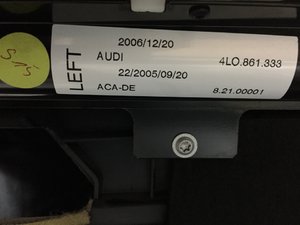 LEFT
2006/12/20
AUDI 4L0.861.333
22/2005/09/20
ACA-DE 8.21.00001